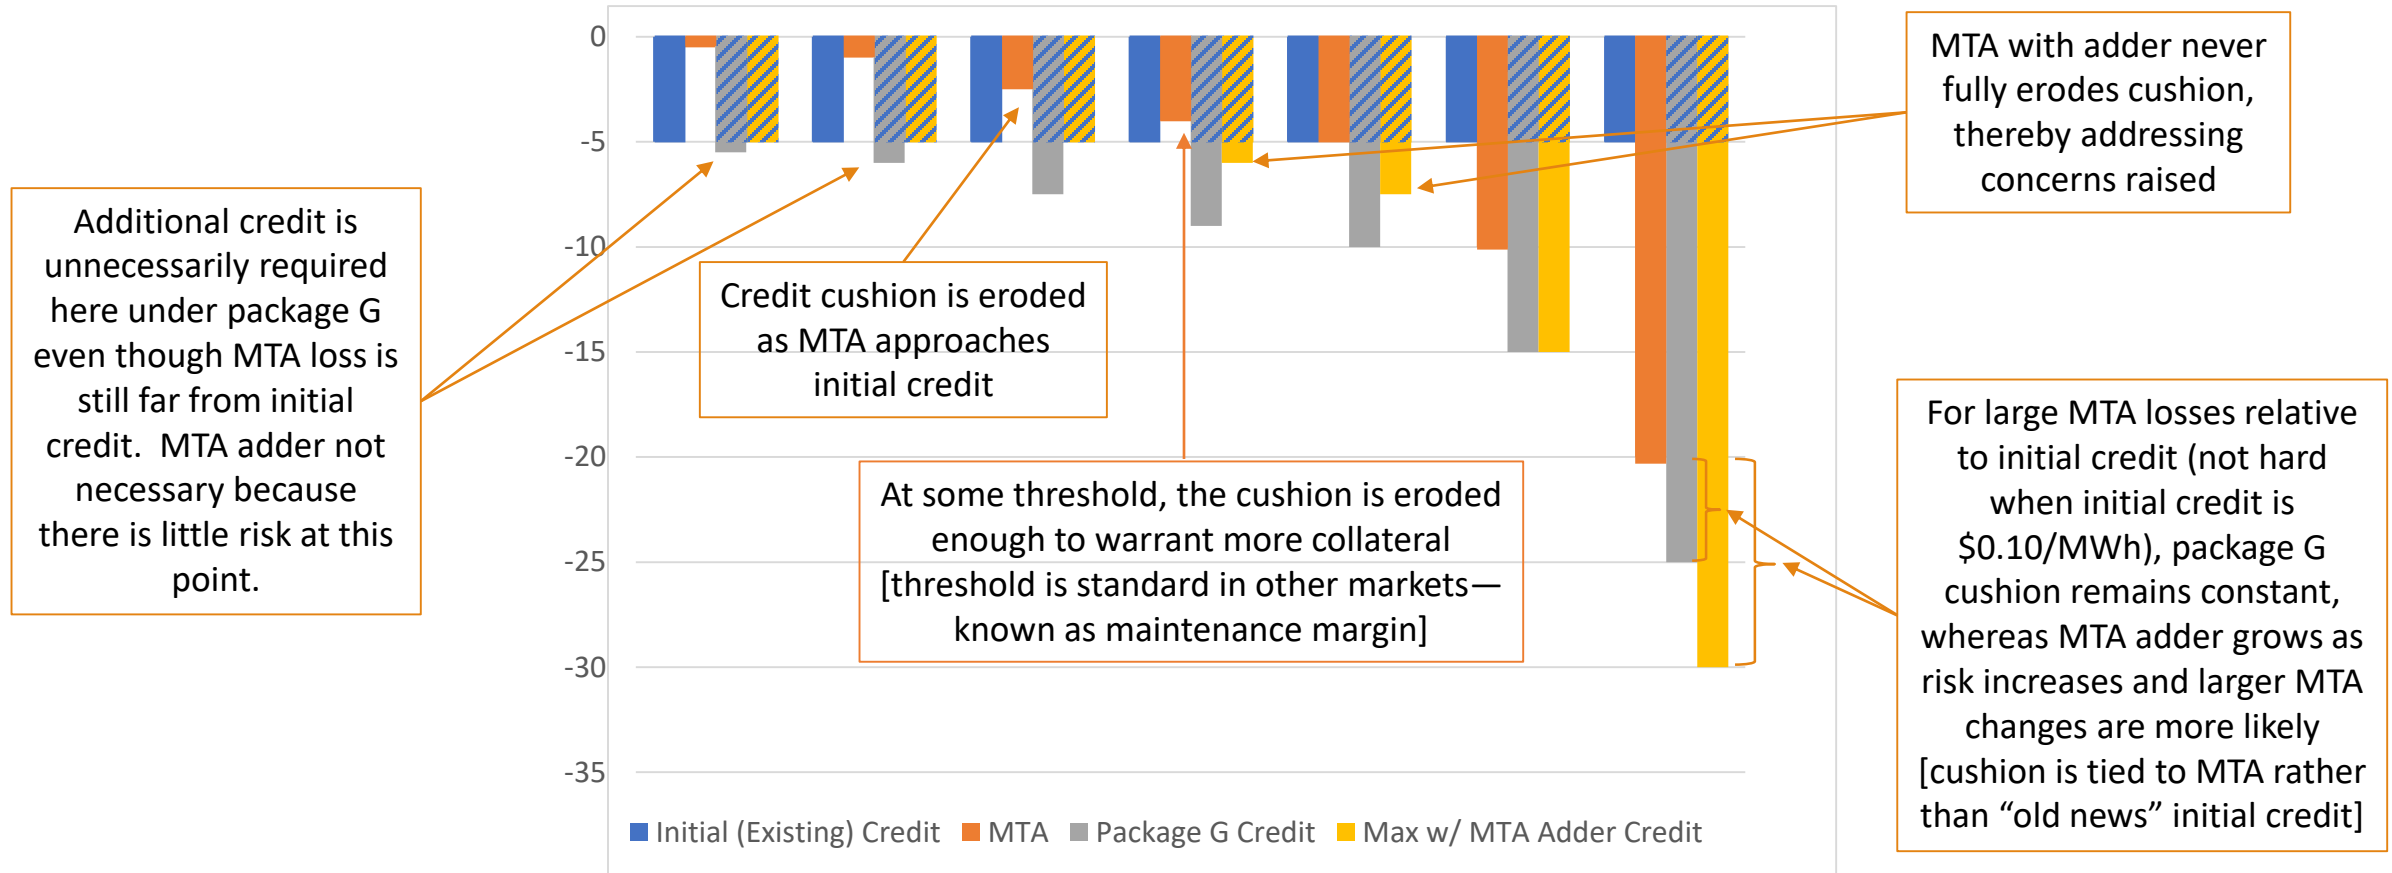 0
-5
-10
-15
-20
-25
-30
-35
Additional credit is
unnecessarily required
here under package G
even though MTA loss is
still far from initial
credit.  MTA adder not
necessary because
there is little risk at this
point.
Credit cushion is eroded
as MTA approaches
initial credit
At some threshold, the cushion is eroded
enough to warrant more collateral
[threshold is standard in other markets—
known as maintenance margin]
MTA with adder never
fully erodes cushion,
thereby addressing
concerns raised
For large MTA losses relative
to initial credit (not hard
when initial credit is
$0.10/MWh), package G
cushion remains constant,
whereas MTA adder grows as
risk increases and larger MTA
changes are more likely
[cushion is tied to MTA rather
than “old news” initial credit]
Initial (Existing) Credit
MTA
Package G Credit
Max w/ MTA Adder Credit